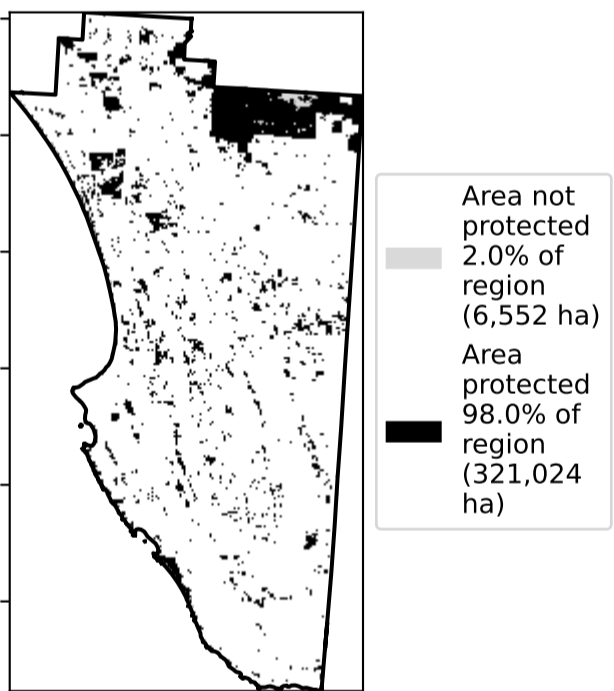 Area not
protected
2.0% of
region
(6,552 ha)
Area
protected
98.0% of
region
(321,024
ha)